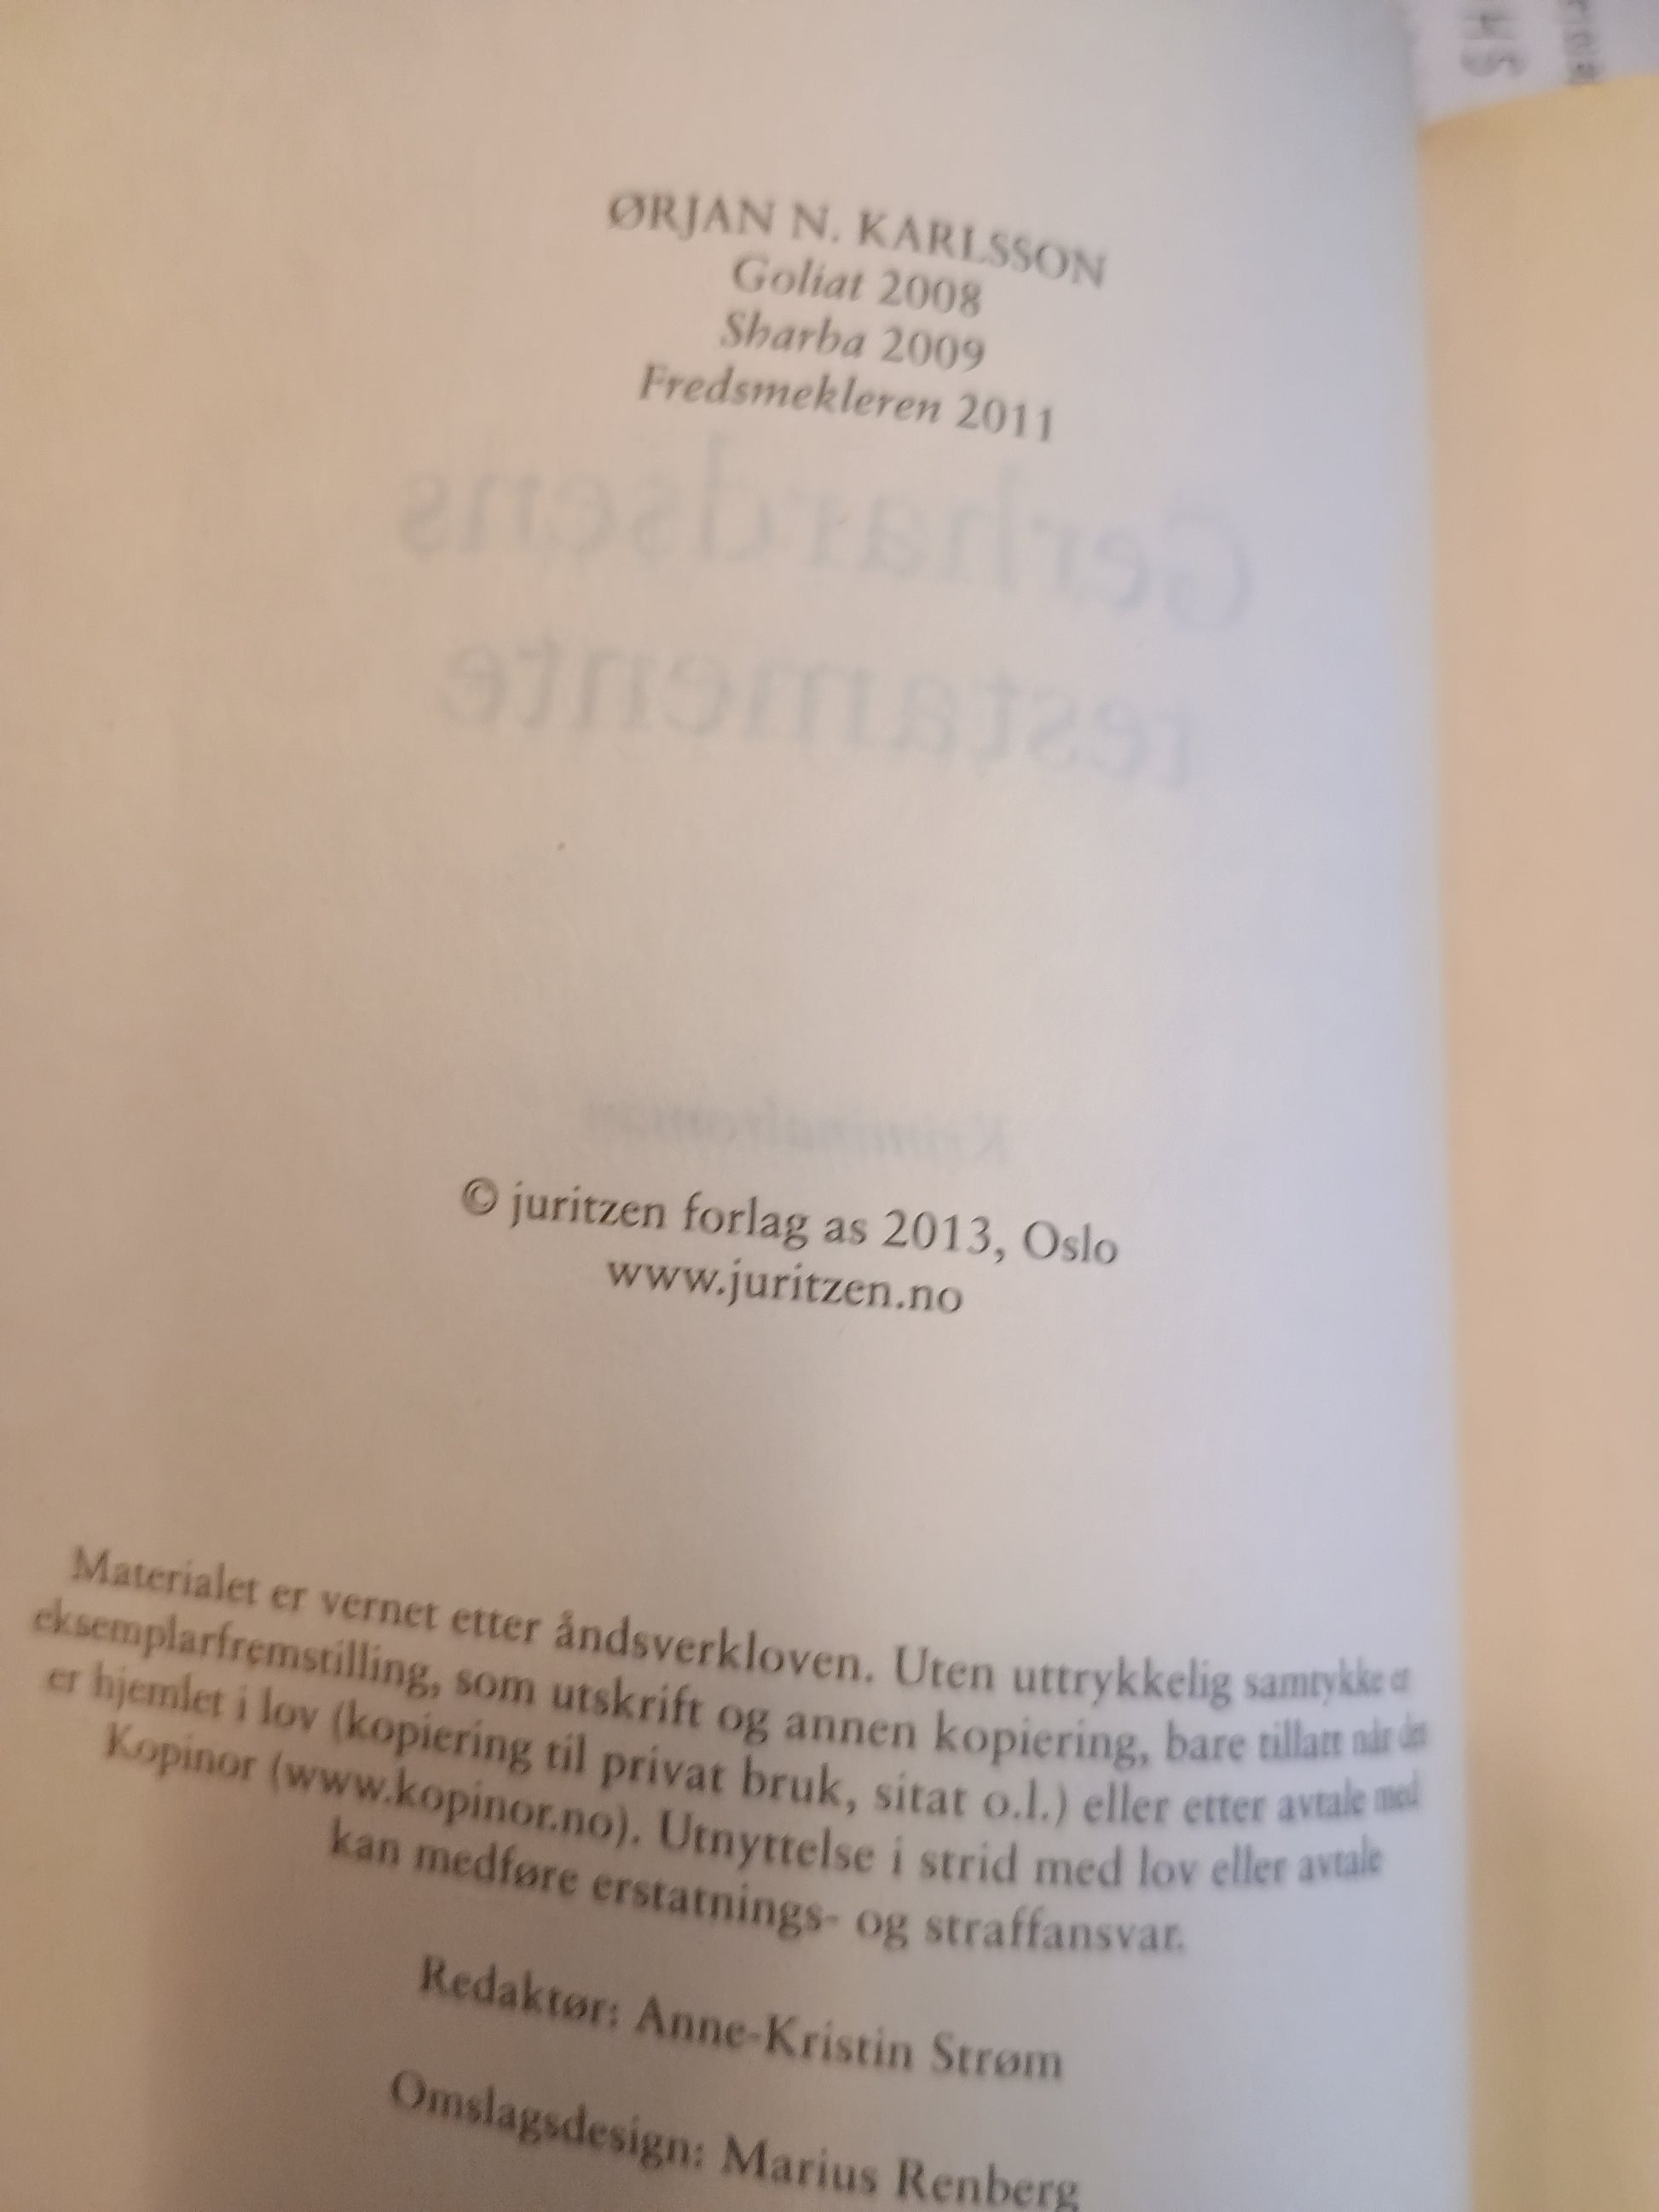 ØRJAN N. KARLSSON
Goliat 2008
Sharba 2009
Fredsmekleren 2011
Gerhardsens
testamente
Kriminalroman
© juritzen forlag as 2013, Oslo
www.juritzen.no
Materialet er vernet etter åndsverkloven. Uten uttrykkelig samtykke er
eksemplarfremstilling, som utskrift og annen kopiering, bare tillatt når det
er hjemlet i lov (kopiering til privat bruk, sitat o.l.) eller etter avtale med
Kopinor (www.kopinor.no). Utnyttelse i strid med lov eller avtale
kan medføre erstatnings- og straffansvar.
Redaktør: Anne-Kristin Strøm
Omslagsdesign: Marius Renberg